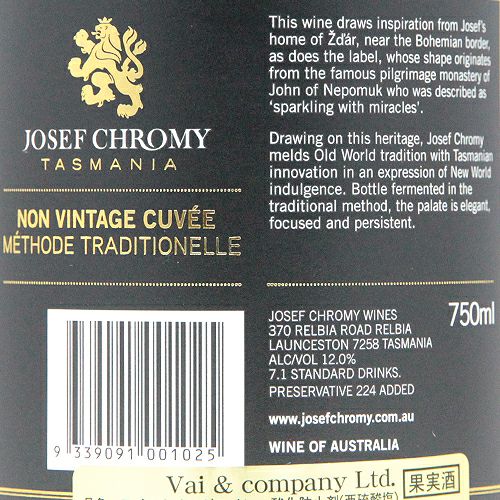 JOSEF CHROMY
TASMANIA
NON VINTAGE CUVÉE
MÉTHODE TRADITIONELLE
This wine draws inspiration from Josef's
home of Žďár, near the Bohemian border,
as does the label, whose shape originates
from the famous pilgrimage monastery of
John of Nepomuk who was described as
'sparkling with miracles'.
Drawing on this heritage, Josef Chromy
melds Old World tradition with Tasmanian
innovation in an expression of New World
indulgence. Bottle fermented in the
traditional method, the palate is elegant,
focused and persistent.
JOSEF CHROMY WINES
370 RELBIA ROAD RELBIA
LAUNCESTON 7258 TASMANIA
ALC/VOL 12.0%
7.1 STANDARD DRINKS.
PRESERVATIVE 224 ADDED
750ml
www.josefchromy.com.au
WINE OF AUSTRALIA
9 339091 001025
Vai & company Ltd. 果実酒